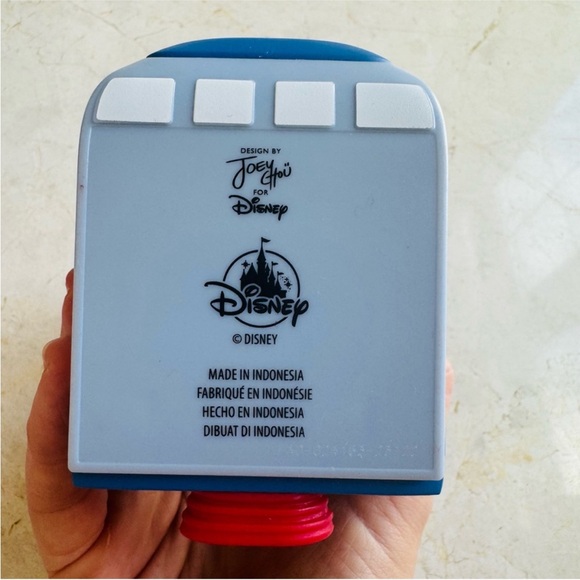 DESIGN BY
JOEY CHOÜ
FOR
DISNEY
DISNEY
© DISNEY
MADE IN INDONESIA
FABRIQUÉ EN INDONÉSIE
HECHO EN INDONESIA
DIBUAT DI INDONESIA